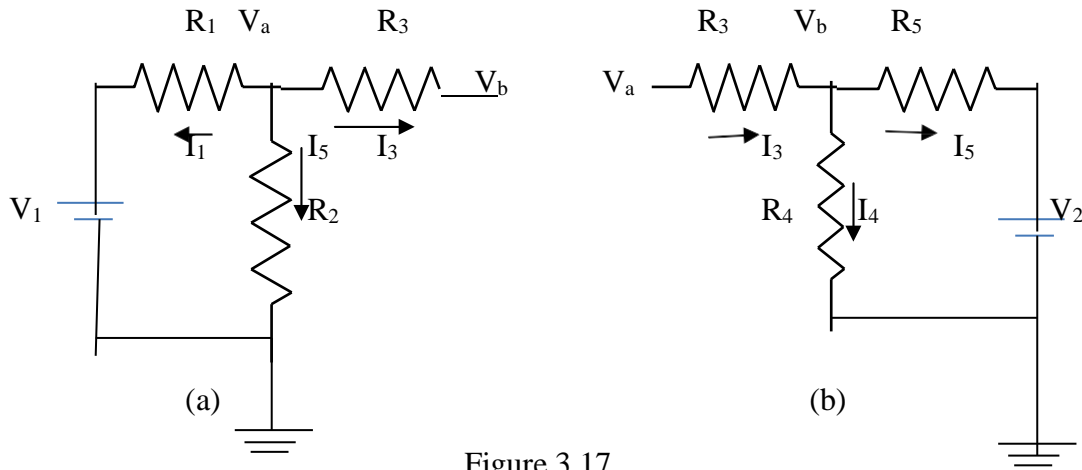 R1 Va R3 R3 Vb R5
Vb Va
I1 I5 I3 I3 I5
V1 R2 R4 I4 V2
(a) (b)
Figure 3.17